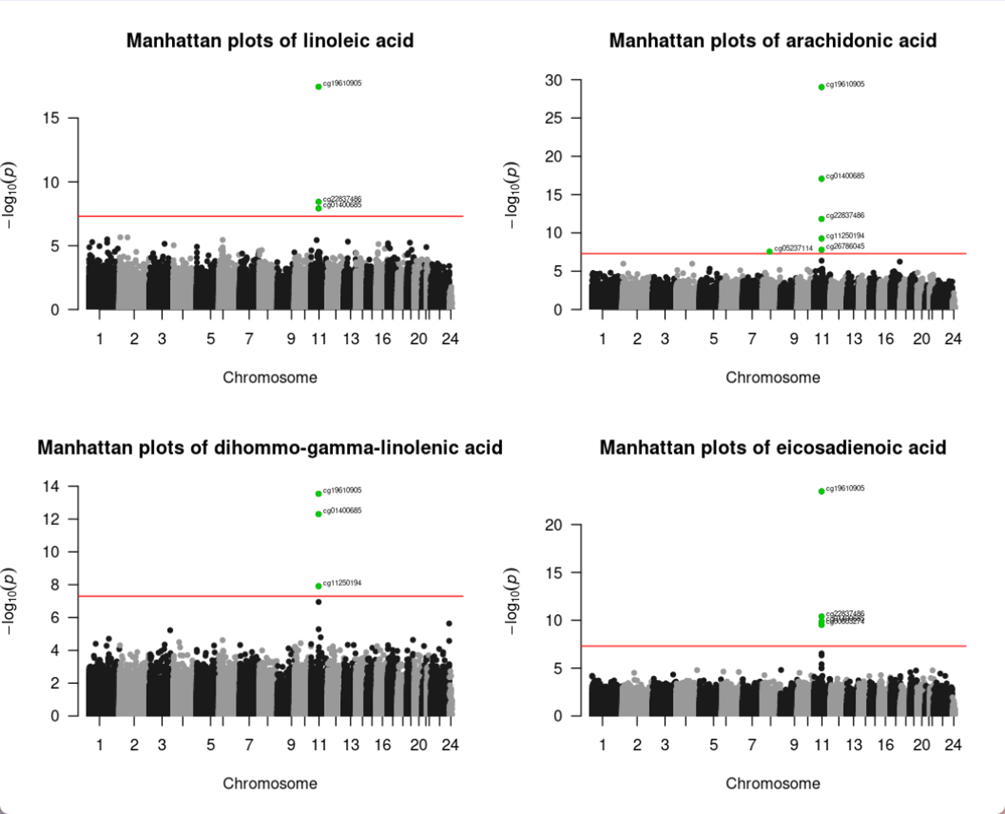 Manhattan plots of linoleic acid
−log10(p)
15
10
5
0
cg19610905
cg22837486
cg01400685
1 2 3 5 7 9 11 13 16 20 24
Chromosome
Manhattan plots of arachidonic acid
−log10(p)
30
25
20
15
10
5
0
cg19610905
cg01400685
cg22837486
cg11250194
cg05237114
cg26786045
1 2 3 5 7 9 11 13 16 20 24
Chromosome
Manhattan plots of dihommo-gamma-linolenic acid
−log10(p)
14
12
10
8
6
4
2
0
cg19610905
cg01400685
cg11250194
1 2 3 5 7 9 11 13 16 20 24
Chromosome
Manhattan plots of eicosadienoic acid
−log10(p)
20
15
10
5
0
cg19610905
cg22837486
1 2 3 5 7 9 11 13 16 20 24
Chromosome